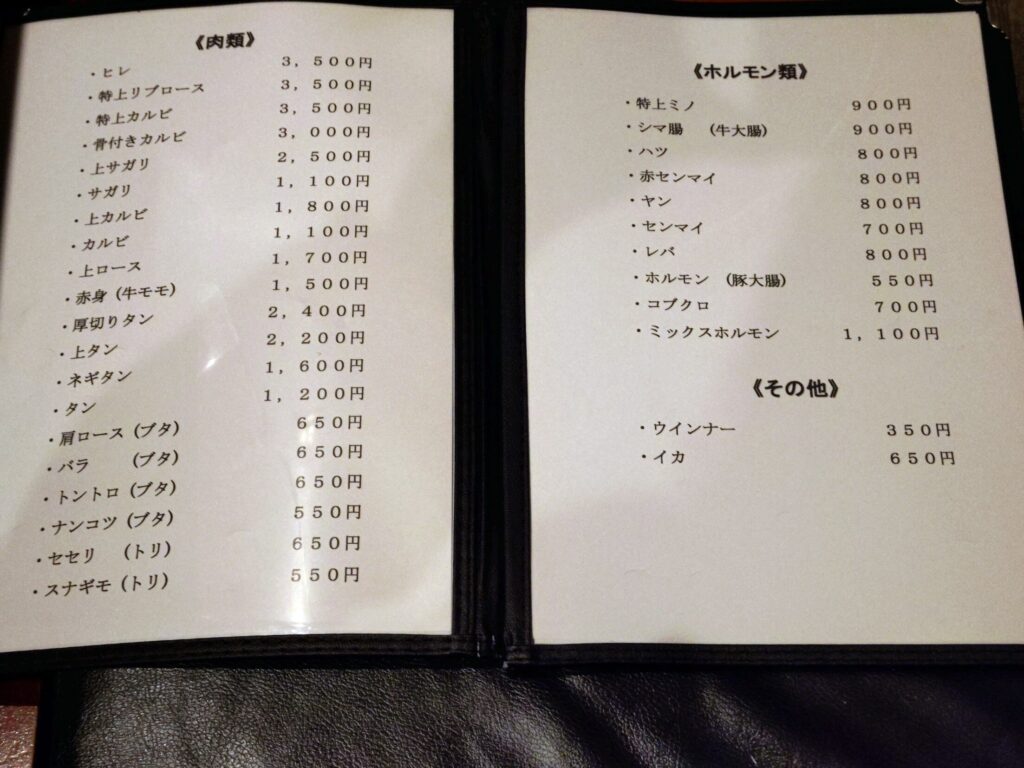 《肉類》
・ヒレ　３，５００円
・特上リブロース　３，５００円
・特上カルビ　３，５００円
・骨付きカルビ　３，０００円
・上サガリ　２，５００円
・サガリ　１，１００円
・上カルビ　１，８００円
・カルビ　１，１００円
・上ロース　１，７００円
・赤身（牛モモ）　１，５００円
・厚切りタン　２，４００円
・上タン　２，２００円
・ネギタン　１，６００円
・タン　１，２００円
・肩ロース（ブタ）　６５０円
・バラ　（ブタ）　６５０円
・トントロ（ブタ）　６５０円
・ナンコツ（ブタ）　５５０円
・セセリ　（トリ）　６５０円
・スナギモ（トリ）　５５０円
《ホルモン類》
・特上ミノ　９００円
・シマ腸　（牛大腸）　９００円
・ハツ　８００円
・赤センマイ　８００円
・ヤン　８００円
・センマイ　７００円
・レバ　８００円
・ホルモン　（豚大腸）　５５０円
・コブクロ　７００円
・ミックスホルモン　１，１００円
《その他》
・ウインナー　３５０円
・イカ　６５０円